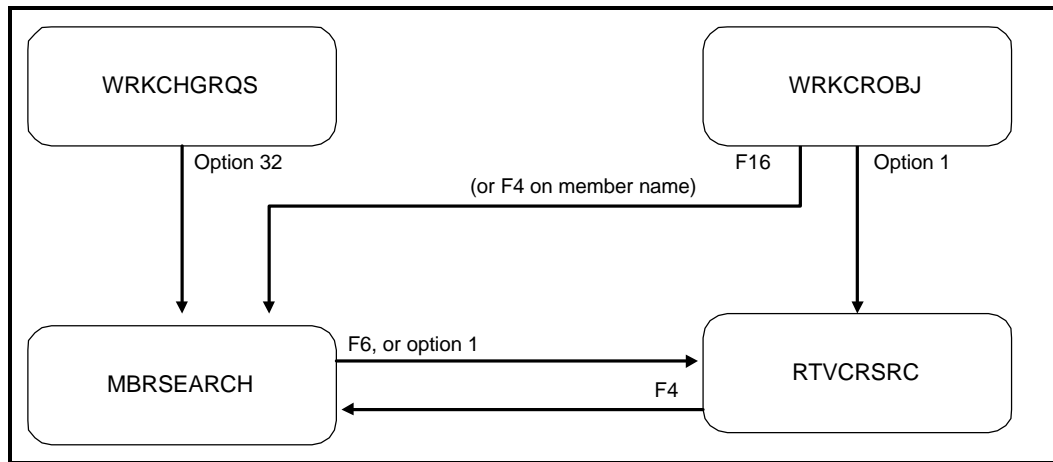 WRKCHGRQS
WRKCROBJ
Option 32
F16
Option 1
(or F4 on member name)
F6, or option 1
MBRSEARCH
RTVCRSRC
F4